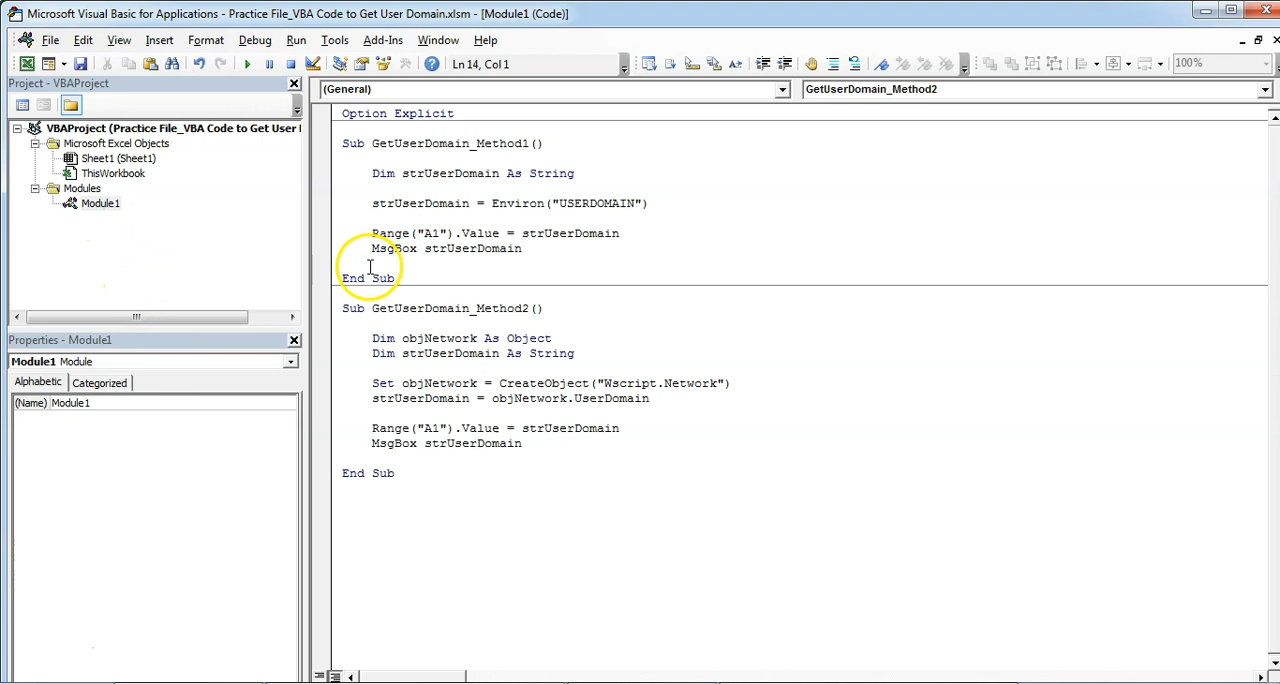 Microsoft Visual Basic for Applications - Practice File_VBA Code to Get User Domain.xlsm - [Module1 (Code)]
File Edit View Insert Format Debug Run Tools Add-Ins Window Help
Ln 14, Col 1
100%
Project - VBAProject
(General)
GetUserDomain_Method2
VBAProject (Practice File_VBA Code to Get User
Microsoft Excel Objects
Sheet1 (Sheet1)
ThisWorkbook
Modules
Module1
Properties - Module1
Module1 Module
Alphabetic Categorized
(Name) Module1
Option Explicit
Sub GetUserDomain_Method1()
Dim strUserDomain As String
strUserDomain = Environ("USERDOMAIN")
Range("A1").Value = strUserDomain
MsgBox strUserDomain
End Sub
Sub GetUserDomain_Method2()
Dim objNetwork As Object
Dim strUserDomain As String
Set objNetwork = CreateObject("Wscript.Network")
strUserDomain = objNetwork.UserDomain
Range("A1").Value = strUserDomain
MsgBox strUserDomain
End Sub